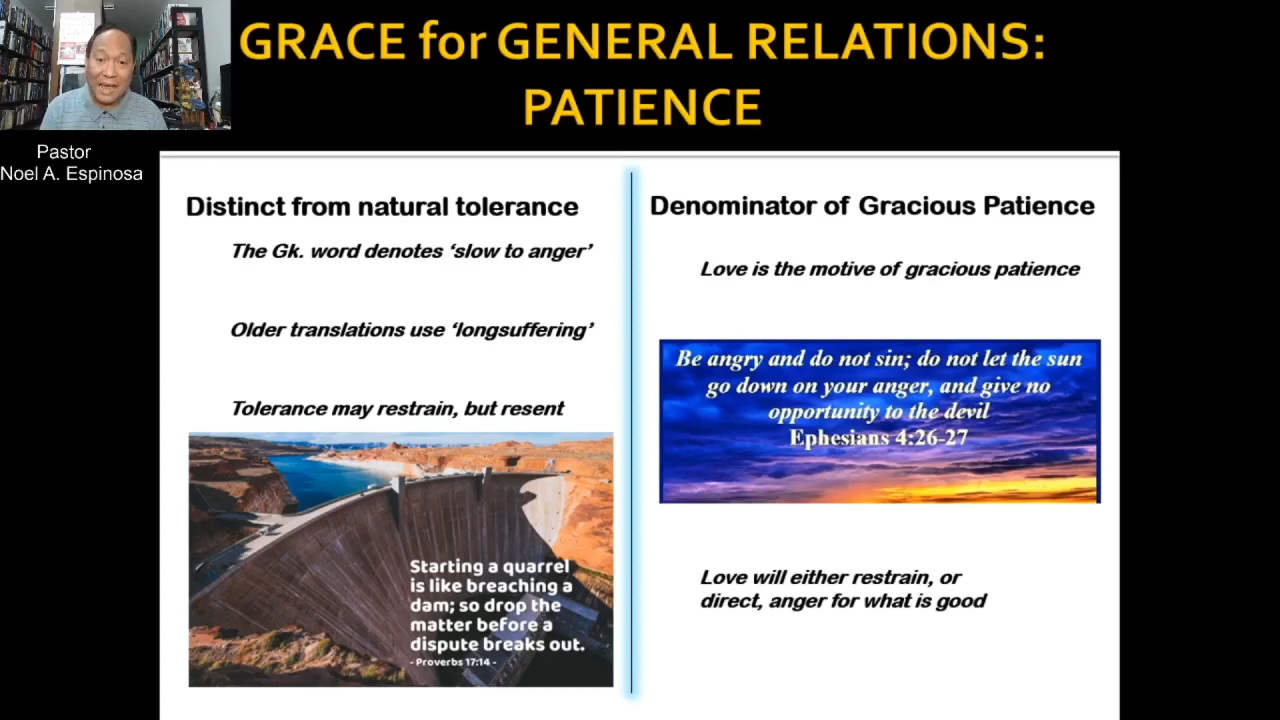 GRACE for GENERAL RELATIONS:
PATIENCE
Pastor
Noel A. Espinosa
Distinct from natural tolerance
The Gk. word denotes ‘slow to anger’
Older translations use ‘longsuffering’
Tolerance may restrain, but resent
Starting a quarrel
is like breaching a
dam; so drop the
matter before a
dispute breaks out.
- Proverbs 17:14 -
Denominator of Gracious Patience
Love is the motive of gracious patience
Be angry and do not sin; do not let the sun
go down on your anger, and give no
opportunity to the devil
Ephesians 4:26-27
Love will either restrain, or
direct, anger for what is good